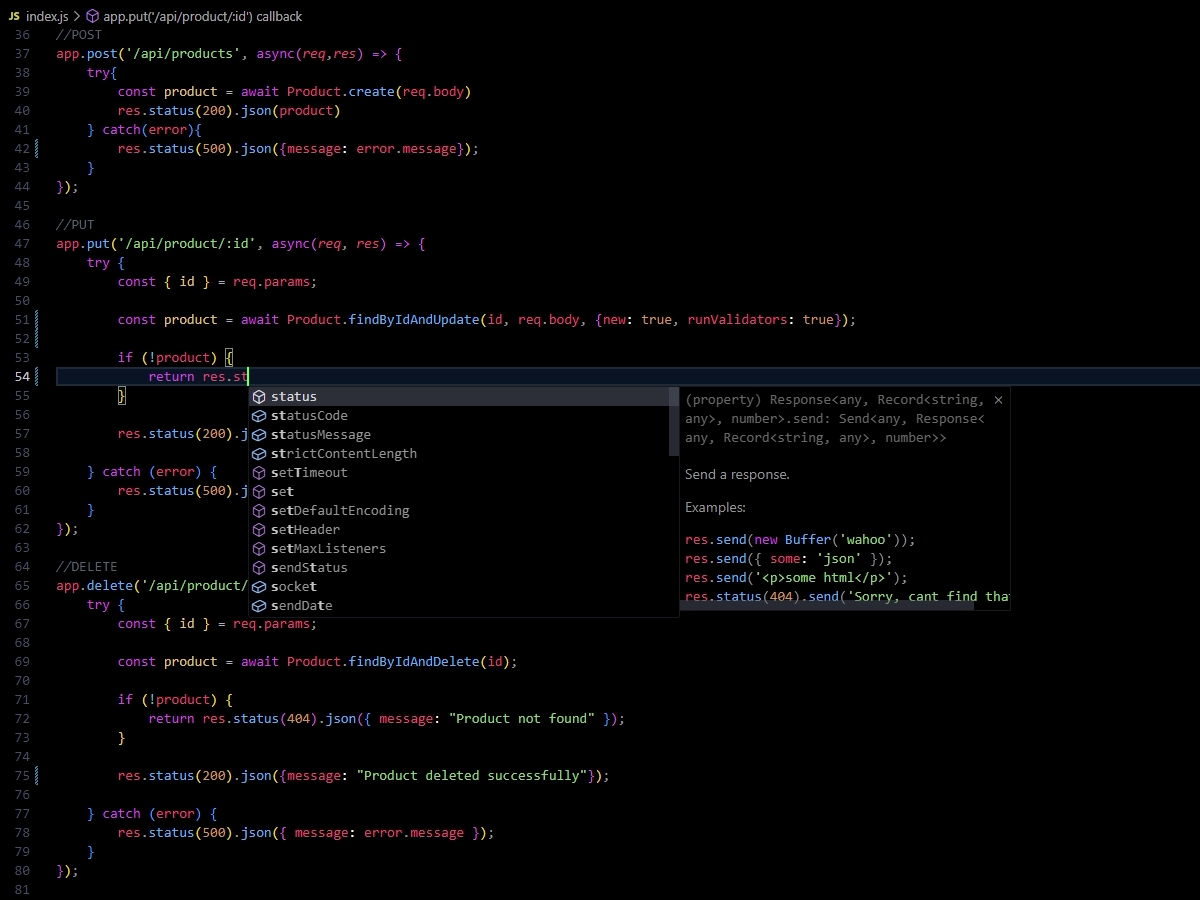 JS index.js > app.put('/api/product/:id') callback
36 //POST
37 app.post('/api/products', async(req,res) => {
38 try{
39 const product = await Product.create(req.body)
40 res.status(200).json(product)
41 } catch(error){
42 res.status(500).json({message: error.message});
43 }
44 });
45
46 //PUT
47 app.put('/api/product/:id', async(req, res) => {
48 try {
49 const { id } = req.params;
50
51 const product = await Product.findByIdAndUpdate(id, req.body, {new: true, runValidators: true});
52
53 if (!product) {
54 return res.st
55 }
56
57 res.status(200).j
58
59 } catch (error) {
60 res.status(500).j
61 }
62 });
63
64 //DELETE
65 app.delete('/api/product/
66 try {
67 const { id } = req.params;
68
69 const product = await Product.findByIdAndDelete(id);
70
71 if (!product) {
72 return res.status(404).json({ message: "Product not found" });
73 }
74
75 res.status(200).json({message: "Product deleted successfully"});
76
77 } catch (error) {
78 res.status(500).json({ message: error.message });
79 }
80 });
81
status
statusCode
statusMessage
strictContentLength
setTimeout
set
setDefaultEncoding
setHeader
setMaxListeners
sendStatus
socket
sendDate
(property) Response<any, Record<string,
any>, number>.send: Send<any, Response<
any, Record<string, any>, number>>
Send a response.
Examples:
res.send(new Buffer('wahoo'));
res.send({ some: 'json' });
res.send('<p>some html</p>');
res.status(404).send('Sorry, cant find that